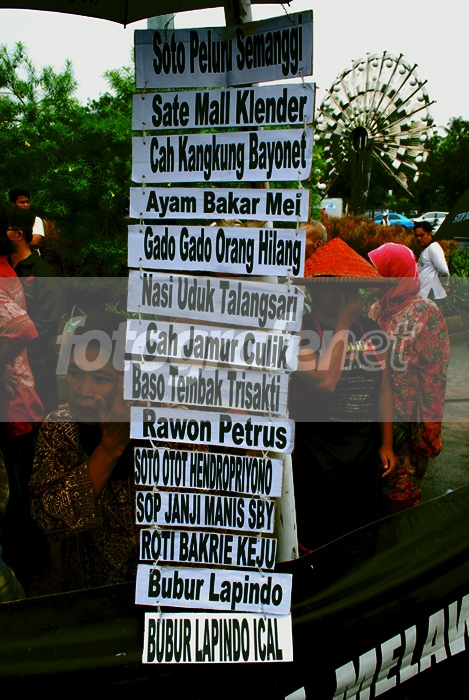 Soto Peluru Semanggi
Sate Mall Klender
Cah Kangkung Bayonet
Ayam Bakar Mei
Gado Gado Orang Hilang
Nasi Uduk Talangsari
Cah Jamur Culik
Baso Tembak Trisakti
Rawon Petrus
SOTO OTOT HENDROPRIYONO
SOP JANJI MANIS SBY
ROTI BAKRIE KEJU
Bubur Lapindo
BUBUR LAPINDO ICAL
fotografer.net